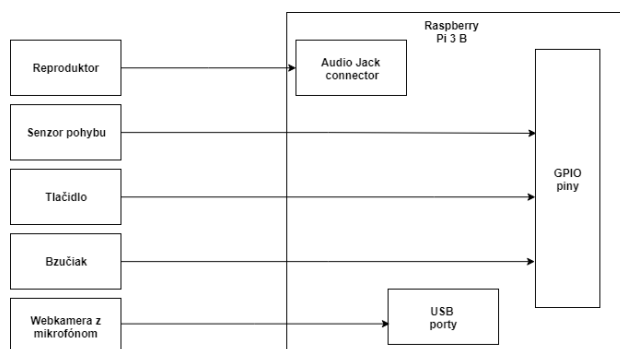 Raspberry
Pi 3 B
Reproduktor
Audio Jack
connector
Senzor pohybu
GPIO
piny
Tlačidlo
Bzučiak
Webkamera z
mikrofónom
USB
porty